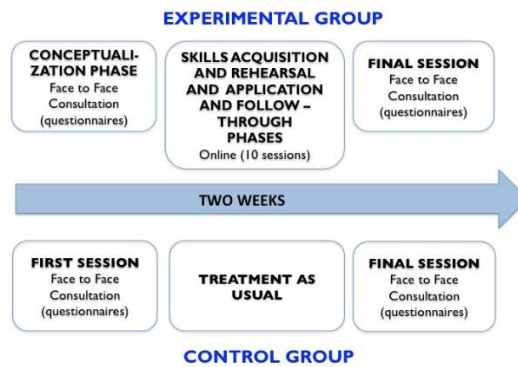 EXPERIMENTAL GROUP
CONCEPTUALI-
ZATION PHASE
Face to Face
Consultation
(questionnaires)
SKILLS ACQUISITION
AND REHEARSAL
AND APPLICATION
AND FOLLOW –
THROUGH
PHASES
Online (10 sessions)
FINAL SESSION
Face to Face
Consultation
(questionnaires)
TWO WEEKS
FIRST SESSION
Face to Face
Consultation
(questionnaires)
TREATMENT AS
USUAL
FINAL SESSION
Face to Face
Consultation
(questionnaires)
CONTROL GROUP